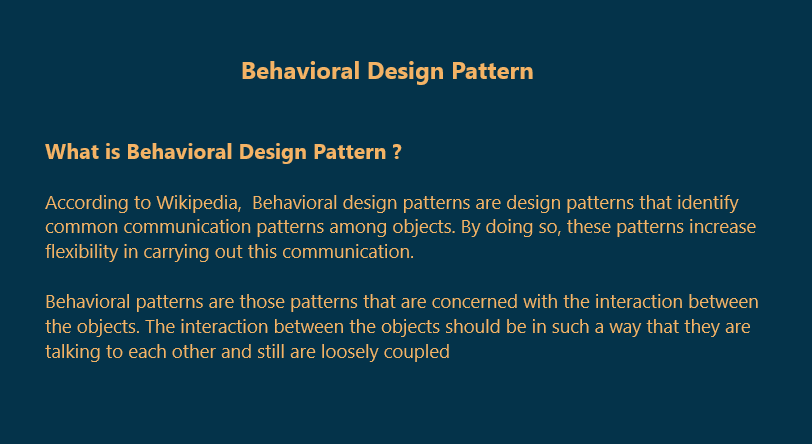 Behavioral Design Pattern
What is Behavioral Design Pattern ?
According to Wikipedia,  Behavioral design patterns are design patterns that identify
common communication patterns among objects. By doing so, these patterns increase
flexibility in carrying out this communication.
Behavioral patterns are those patterns that are concerned with the interaction between
the objects. The interaction between the objects should be in such a way that they are
talking to each other and still are loosely coupled